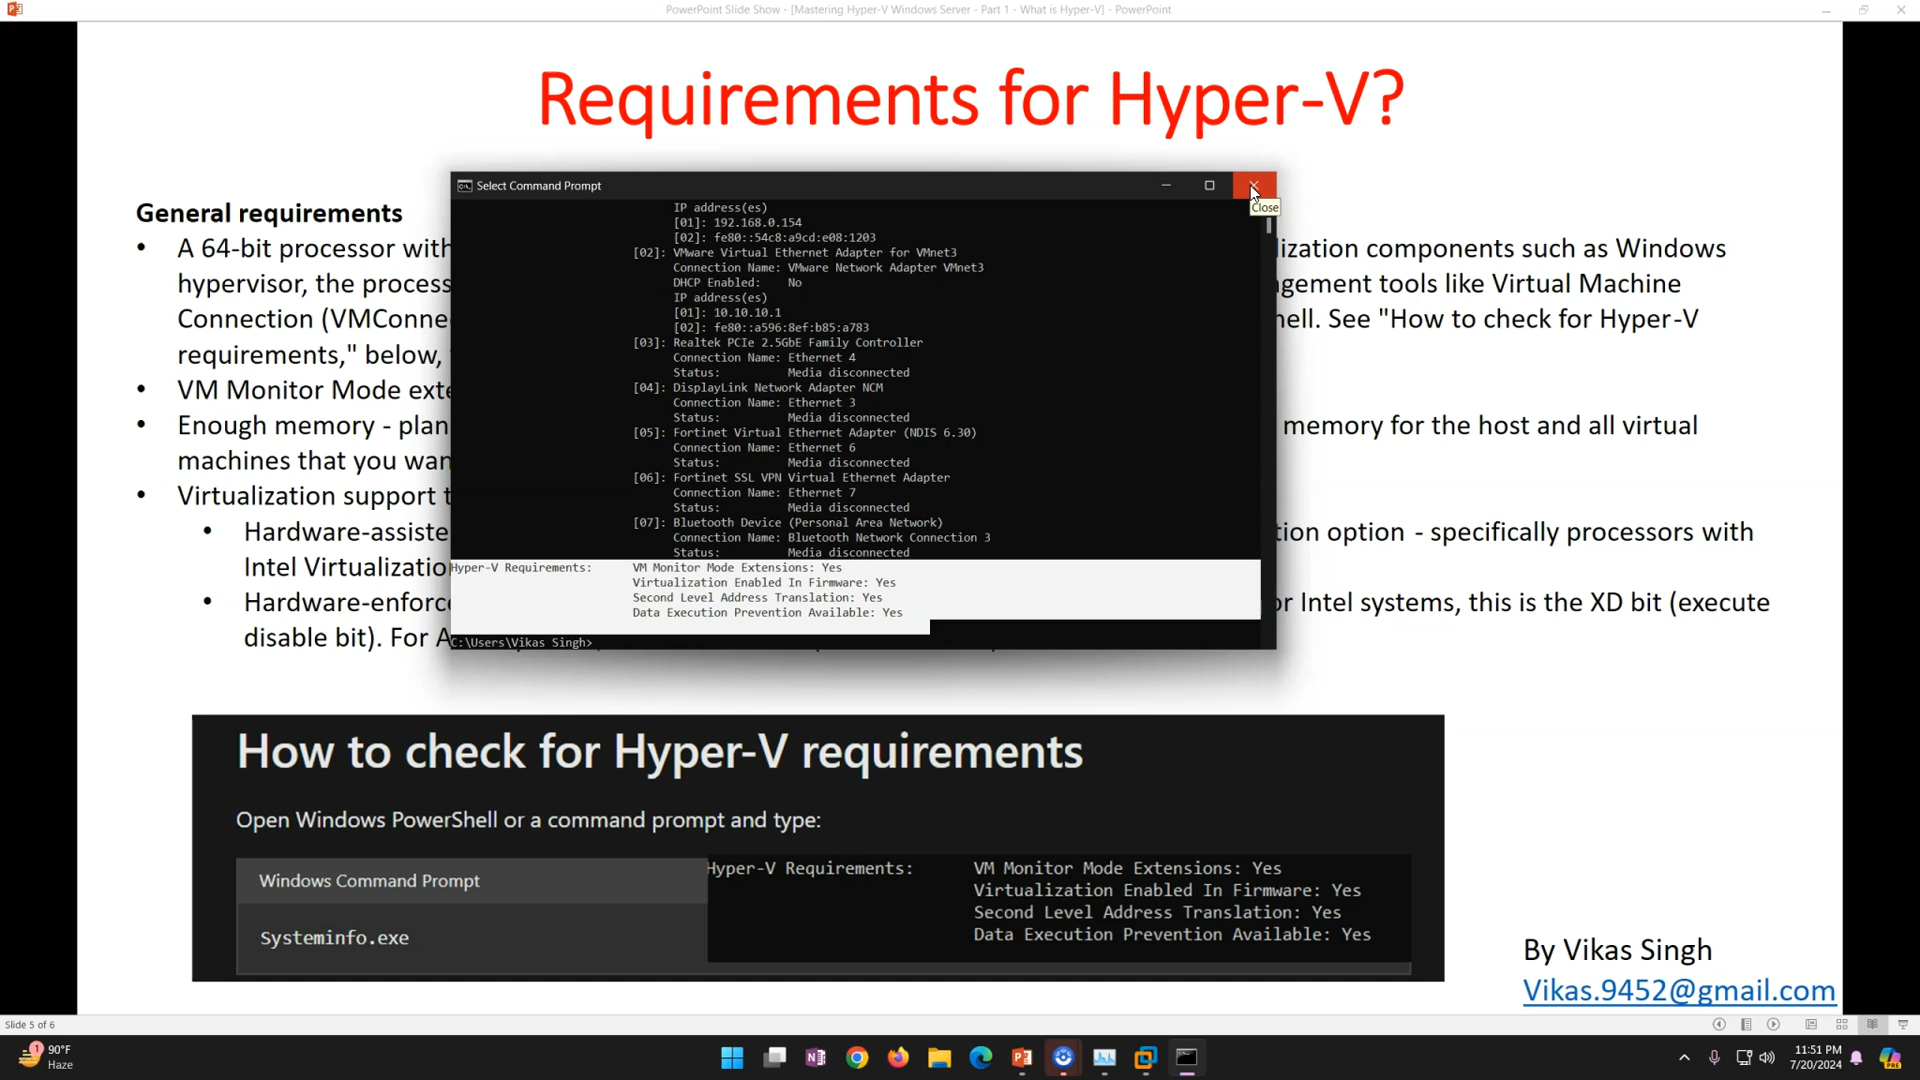 PowerPoint Slide Show - [Mastering Hyper-V Windows Server - Part 1 - What is Hyper-V] - PowerPoint
Requirements for Hyper-V?
General requirements
• A 64-bit processor with
lization components such as Windows
hypervisor, the process
agement tools like Virtual Machine
Connection (VMConne
hell. See "How to check for Hyper-V
requirements," below,
• VM Monitor Mode exte
• Enough memory - plan
memory for the host and all virtual
machines that you wan
• Virtualization support t
• Hardware-assiste
tion option - specifically processors with
Intel Virtualizatio
• Hardware-enforce
or Intel systems, this is the XD bit (execute
disable bit). For A
Select Command Prompt
Close
IP address(es)
[01]: 192.168.0.154
[02]: fe80::54c8:a9cd:e08:1203
[02]: VMware Virtual Ethernet Adapter for VMnet3
Connection Name: VMware Network Adapter VMnet3
DHCP Enabled: No
IP address(es)
[01]: 10.10.10.1
[02]: fe80::a596:8ef:b85:a783
[03]: Realtek PCIe 2.5GbE Family Controller
Connection Name: Ethernet 4
Status: Media disconnected
[04]: DisplayLink Network Adapter NCM
Connection Name: Ethernet 3
Status: Media disconnected
[05]: Fortinet Virtual Ethernet Adapter (NDIS 6.30)
Connection Name: Ethernet 6
Status: Media disconnected
[06]: Fortinet SSL VPN Virtual Ethernet Adapter
Connection Name: Ethernet 7
Status: Media disconnected
[07]: Bluetooth Device (Personal Area Network)
Connection Name: Bluetooth Network Connection 3
Status: Media disconnected
Hyper-V Requirements: VM Monitor Mode Extensions: Yes
Virtualization Enabled In Firmware: Yes
Second Level Address Translation: Yes
Data Execution Prevention Available: Yes
C:\Users\Vikas Singh>
How to check for Hyper-V requirements
Open Windows PowerShell or a command prompt and type:
Windows Command Prompt
Systeminfo.exe
Hyper-V Requirements: VM Monitor Mode Extensions: Yes
Virtualization Enabled In Firmware: Yes
Second Level Address Translation: Yes
Data Execution Prevention Available: Yes
By Vikas Singh
Vikas.9452@gmail.com
Slide 5 of 6
1
90°F
Haze
11:51 PM
7/20/2024